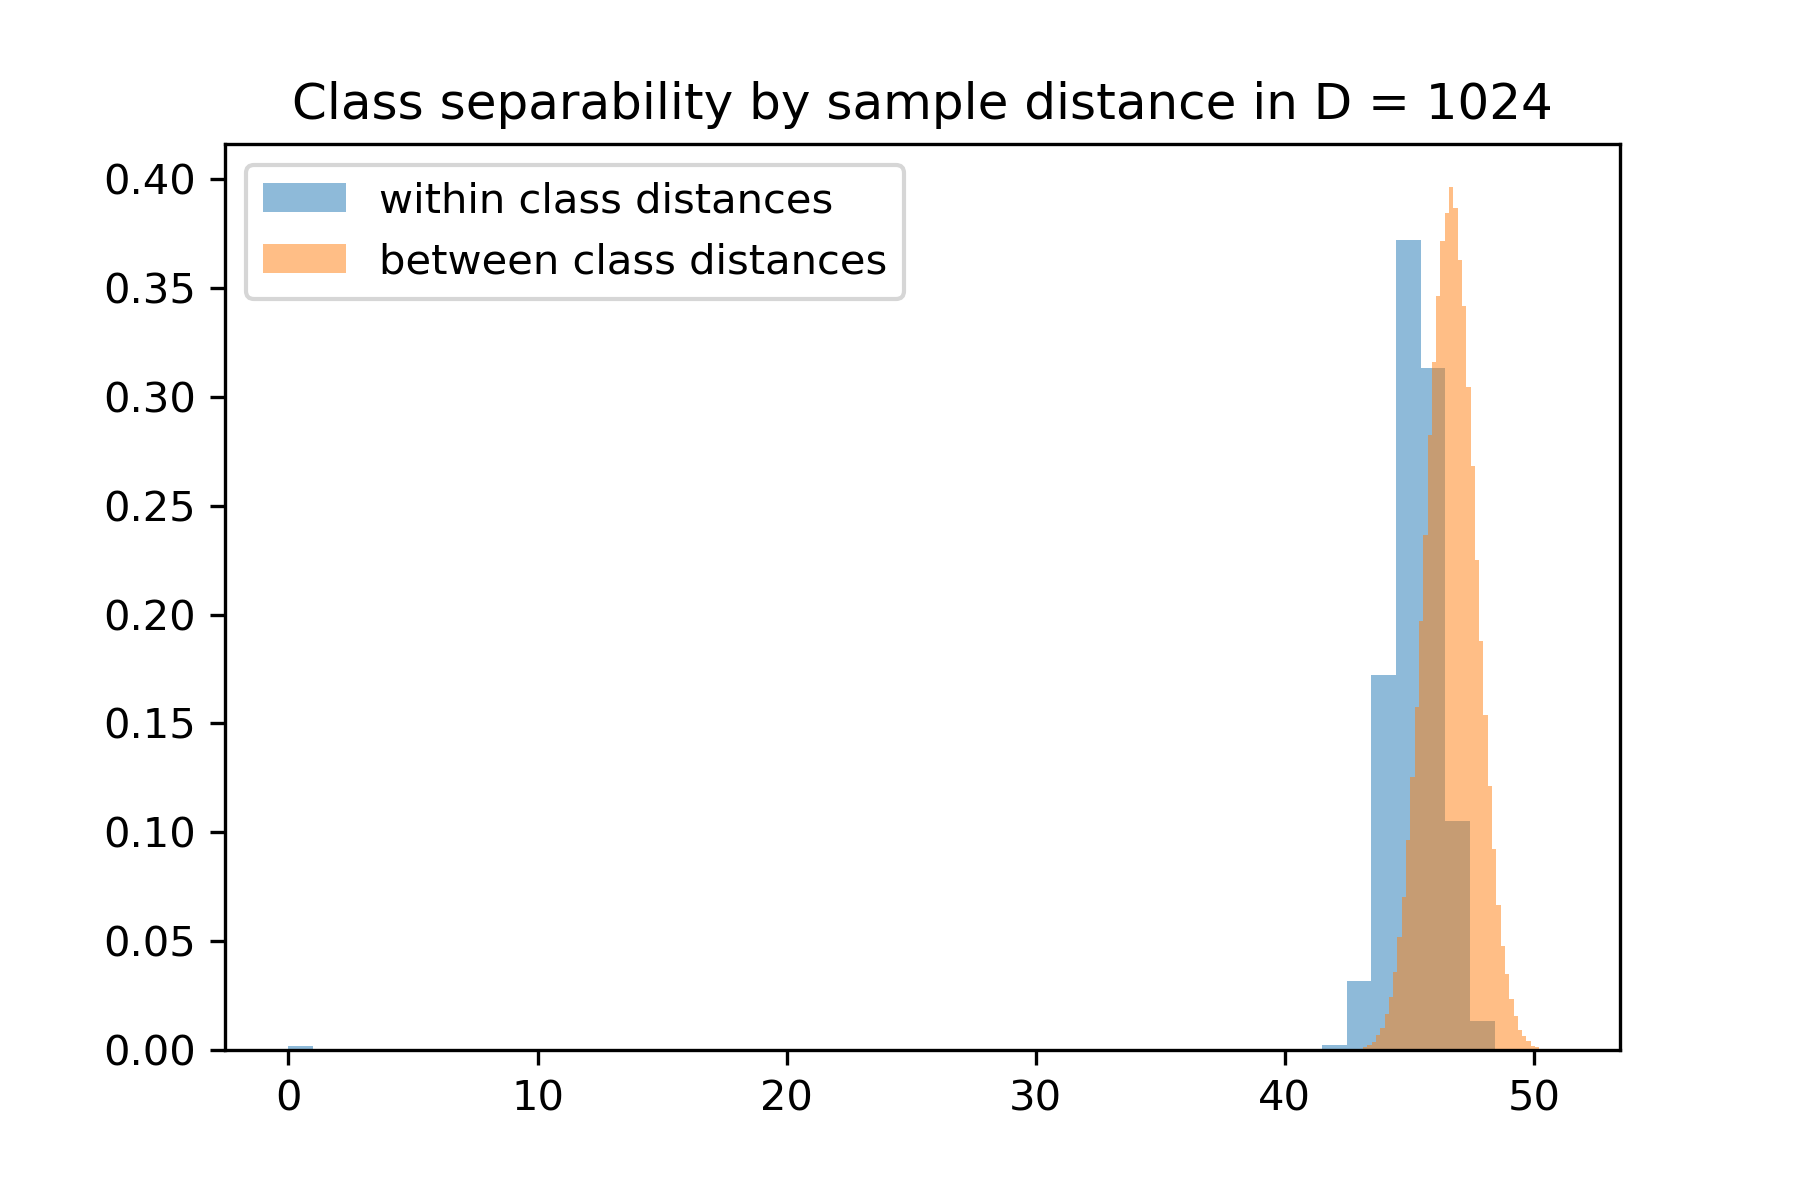 Class separability by sample distance in D = 1024
within class distances
between class distances
0.40
0.35
0.30
0.25
0.20
0.15
0.10
0.05
0.00
0 10 20 30 40 50